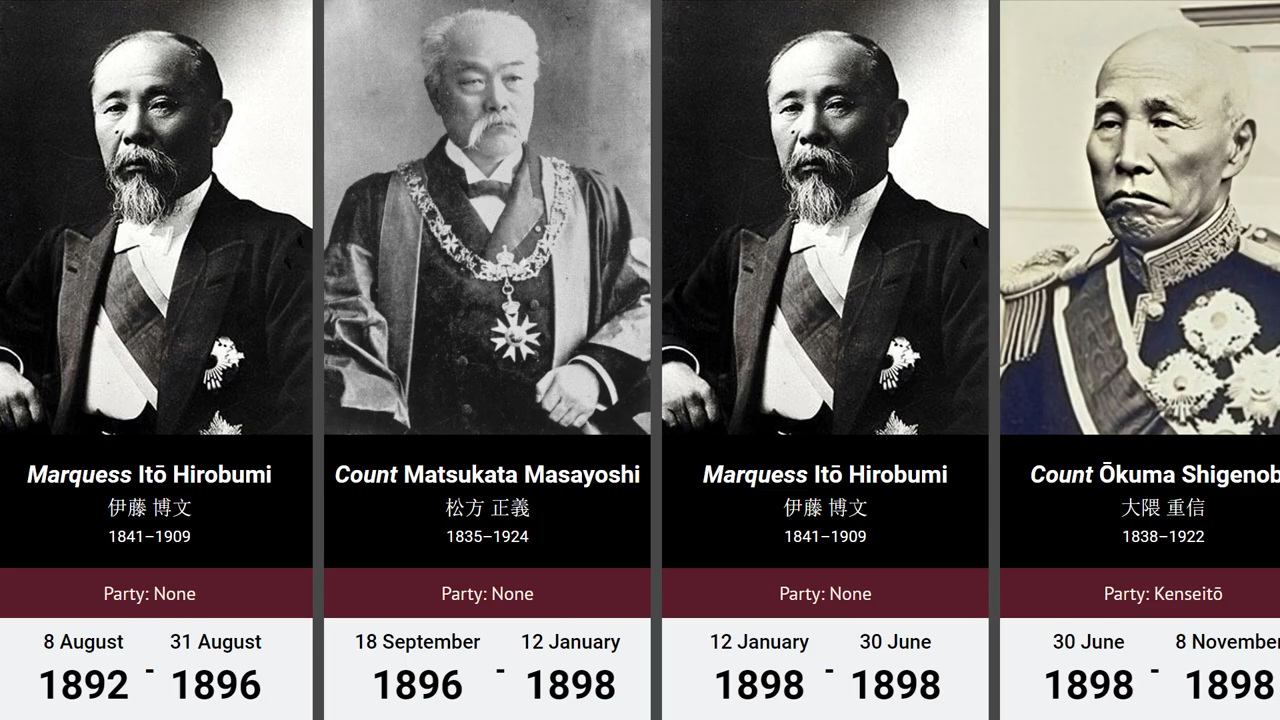 Marquess Itō Hirobumi
伊藤 博文
1841–1909
Party: None
8 August - 31 August
1892 1896
Count Matsukata Masayoshi
松方 正義
1835–1924
Party: None
18 September - 12 January
1896 1898
Marquess Itō Hirobumi
伊藤 博文
1841–1909
Party: None
12 January - 30 June
1898 1898
Count Ōkuma Shigenob
大隈 重信
1838–1922
Party: Kenseitō
30 June - 8 November
1898 1898